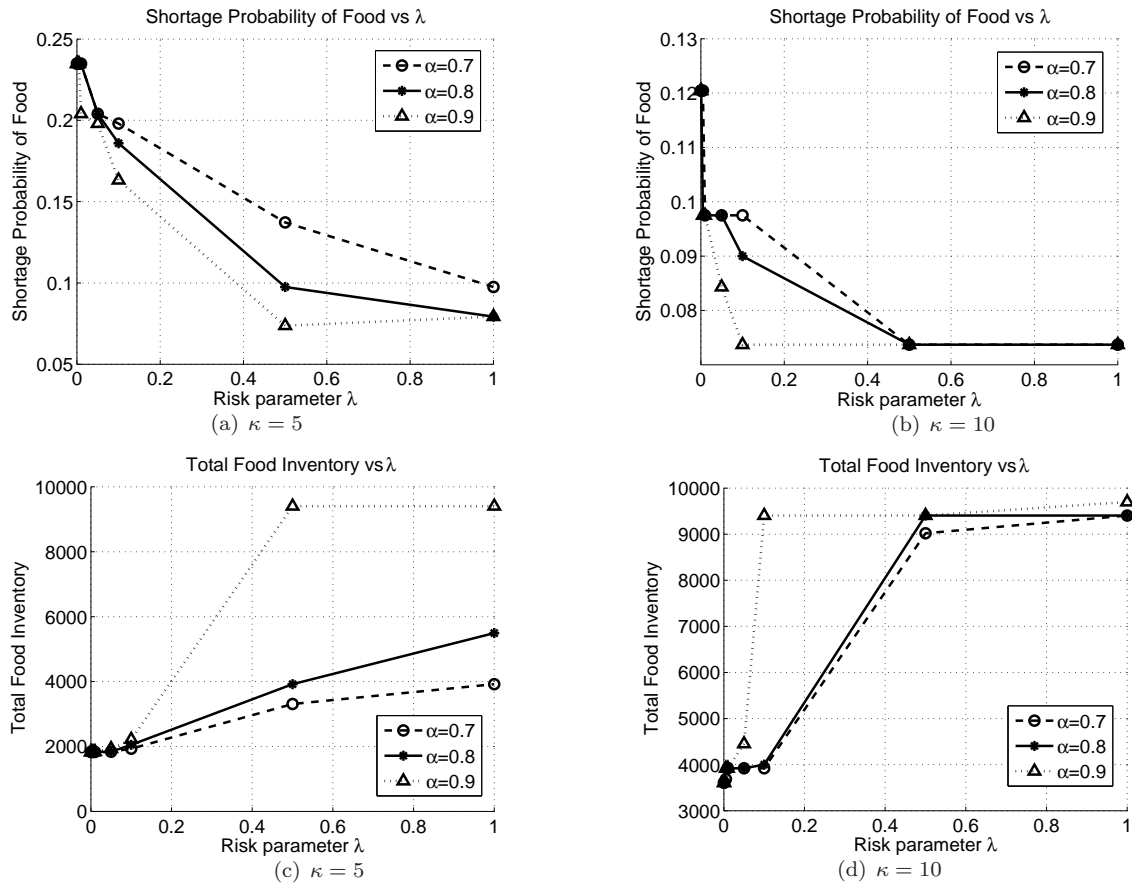 Shortage Probability of Food vs λ
0.25
0.2
0.15
0.1
0.05
0
0.2
0.4
0.6
0.8
1
Shortage Probability of Food
Risk parameter λ
α=0.7
α=0.8
α=0.9
(a) κ = 5
Shortage Probability of Food vs λ
0.13
0.12
0.11
0.1
0.09
0.08
0
0.2
0.4
0.6
0.8
1
Shortage Probability of Food
Risk parameter λ
α=0.7
α=0.8
α=0.9
(b) κ = 10
Total Food Inventory vs λ
10000
8000
6000
4000
2000
0
0
0.2
0.4
0.6
0.8
1
Total Food Inventory
Risk parameter λ
α=0.7
α=0.8
α=0.9
(c) κ = 5
Total Food Inventory vs λ
10000
9000
8000
7000
6000
5000
4000
3000
0
0.2
0.4
0.6
0.8
1
Total Food Inventory
Risk parameter λ
α=0.7
α=0.8
α=0.9
(d) κ = 10